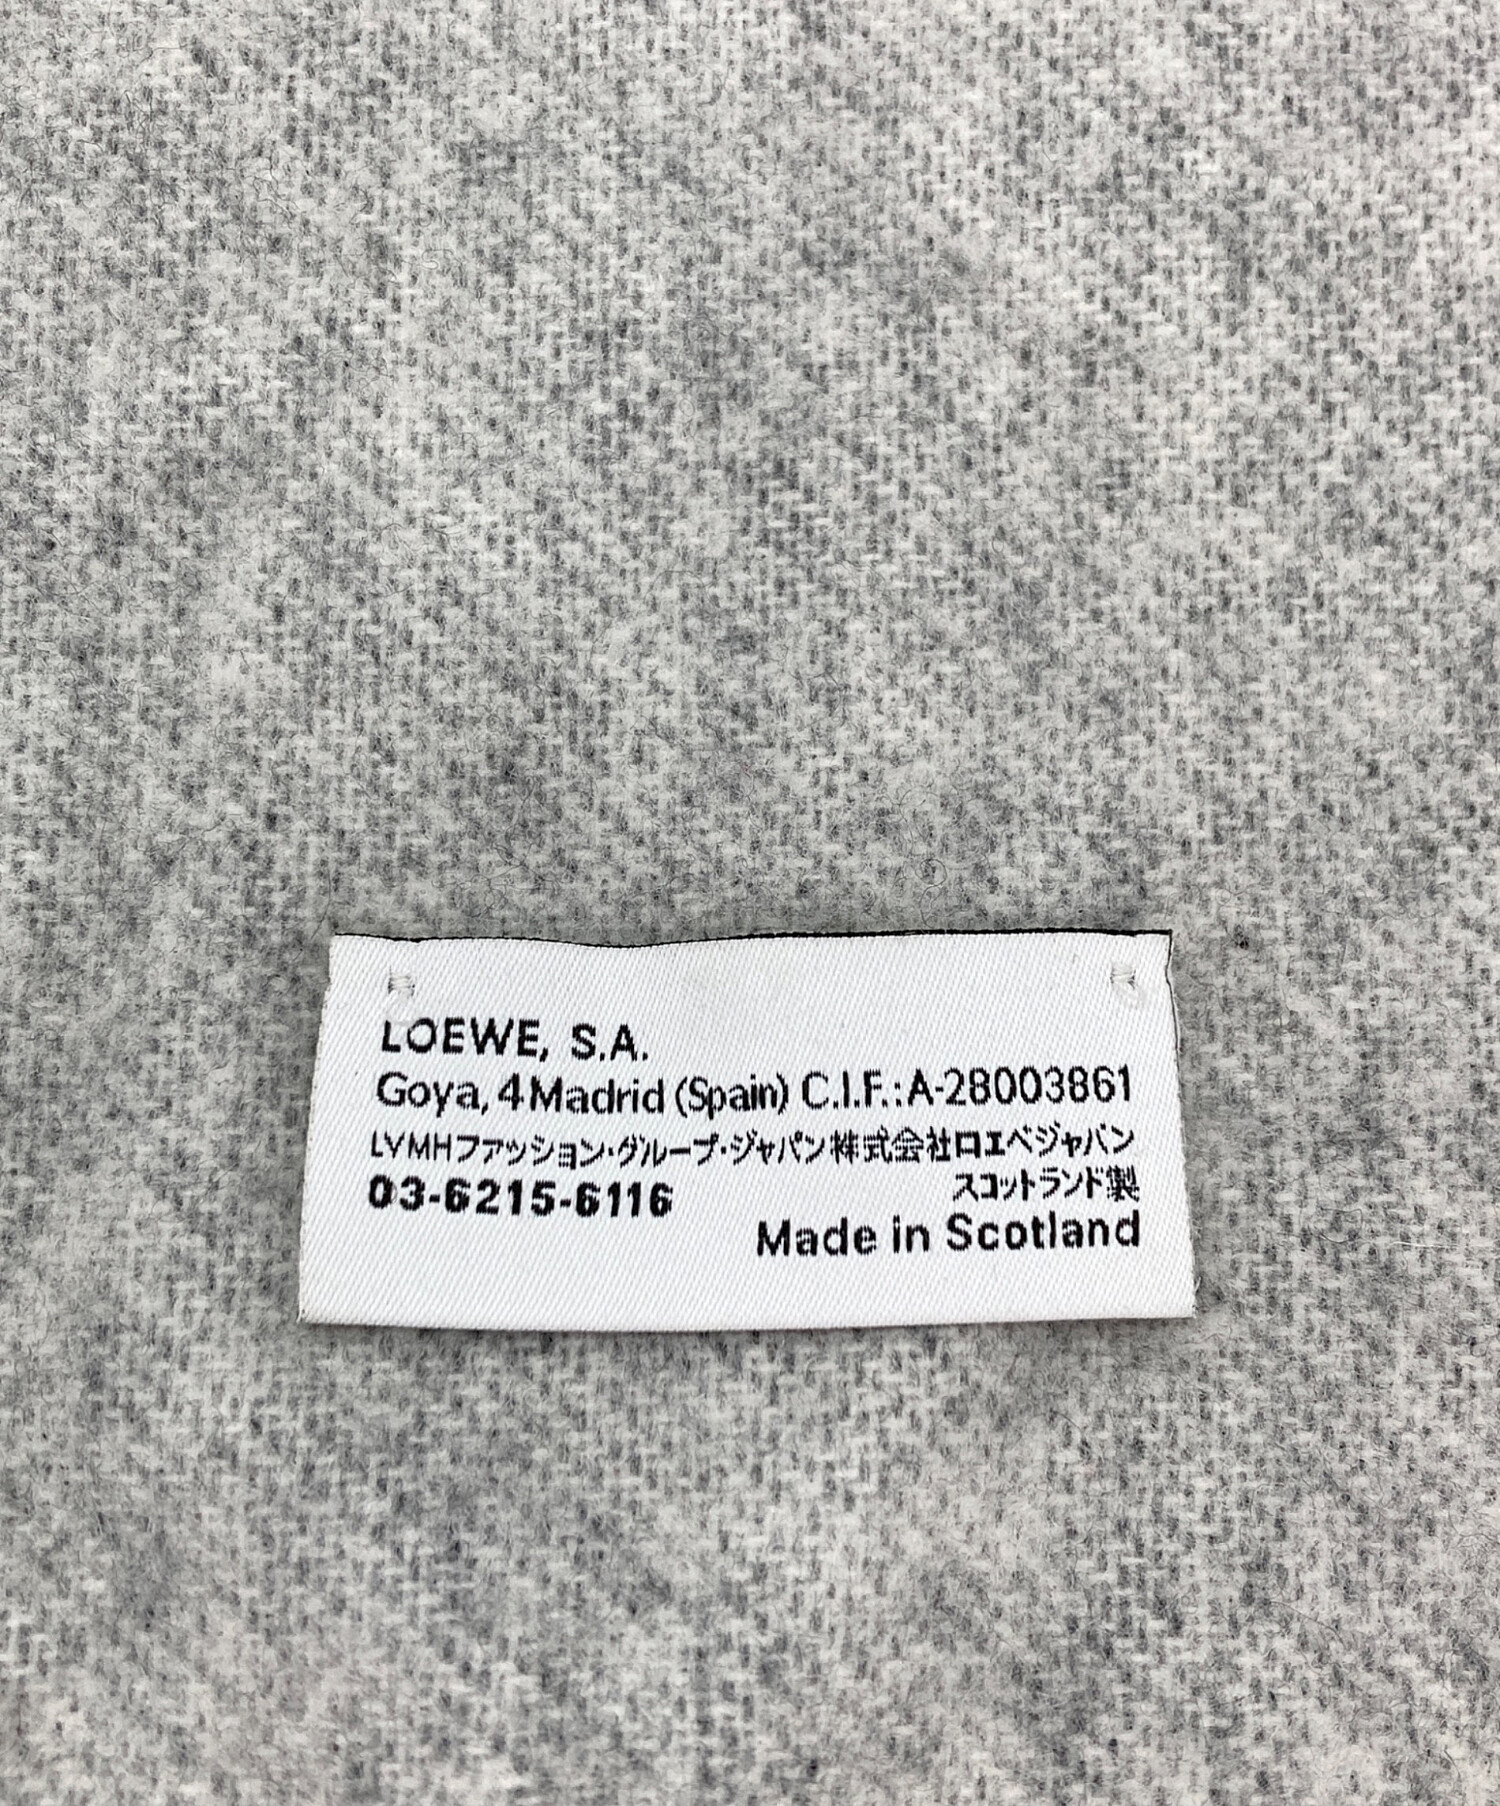 LOEWE, S.A.
Goya, 4 Madrid (Spain) C.I.F.: A-28003861
LVMHファッション・グループ・ジャパン株式会社ロエベジャパン
スコットランド製
03-6215-6116
Made in Scotland